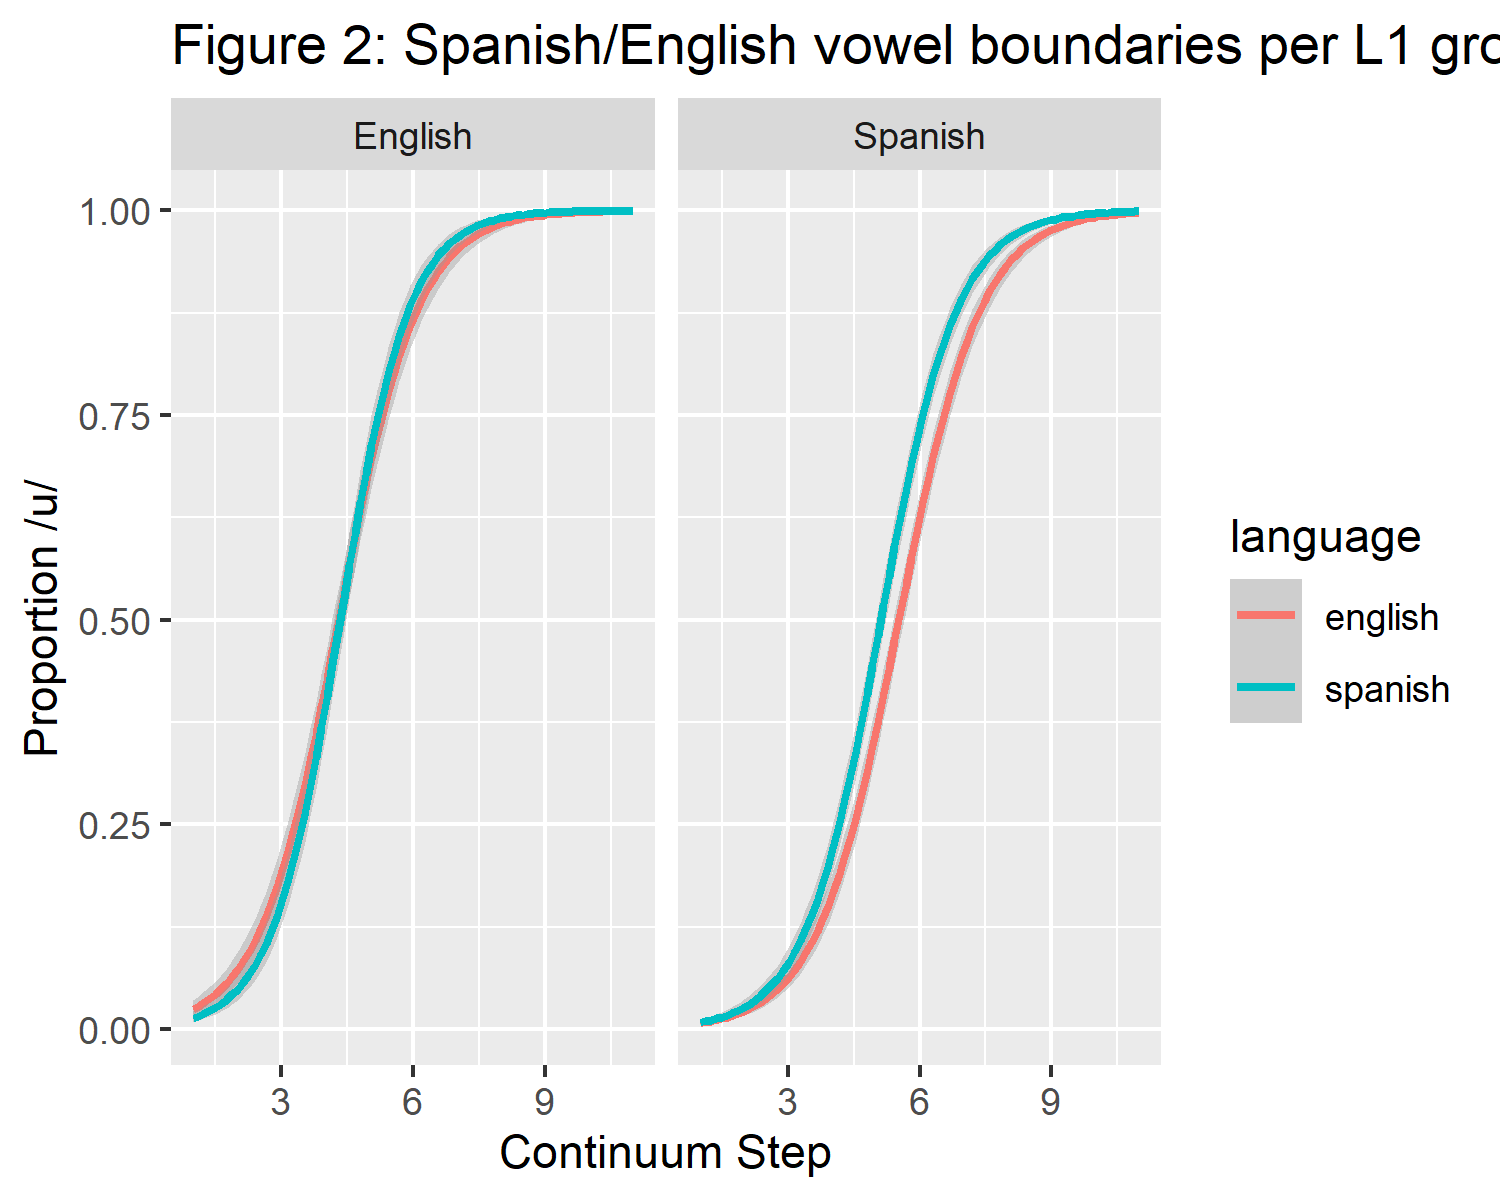 Figure 2: Spanish/English vowel boundaries per L1 gro
English
Spanish
1.00
0.75
0.50
0.25
0.00
Proportion /u/
3
6
9
3
6
9
Continuum Step
language
english
spanish